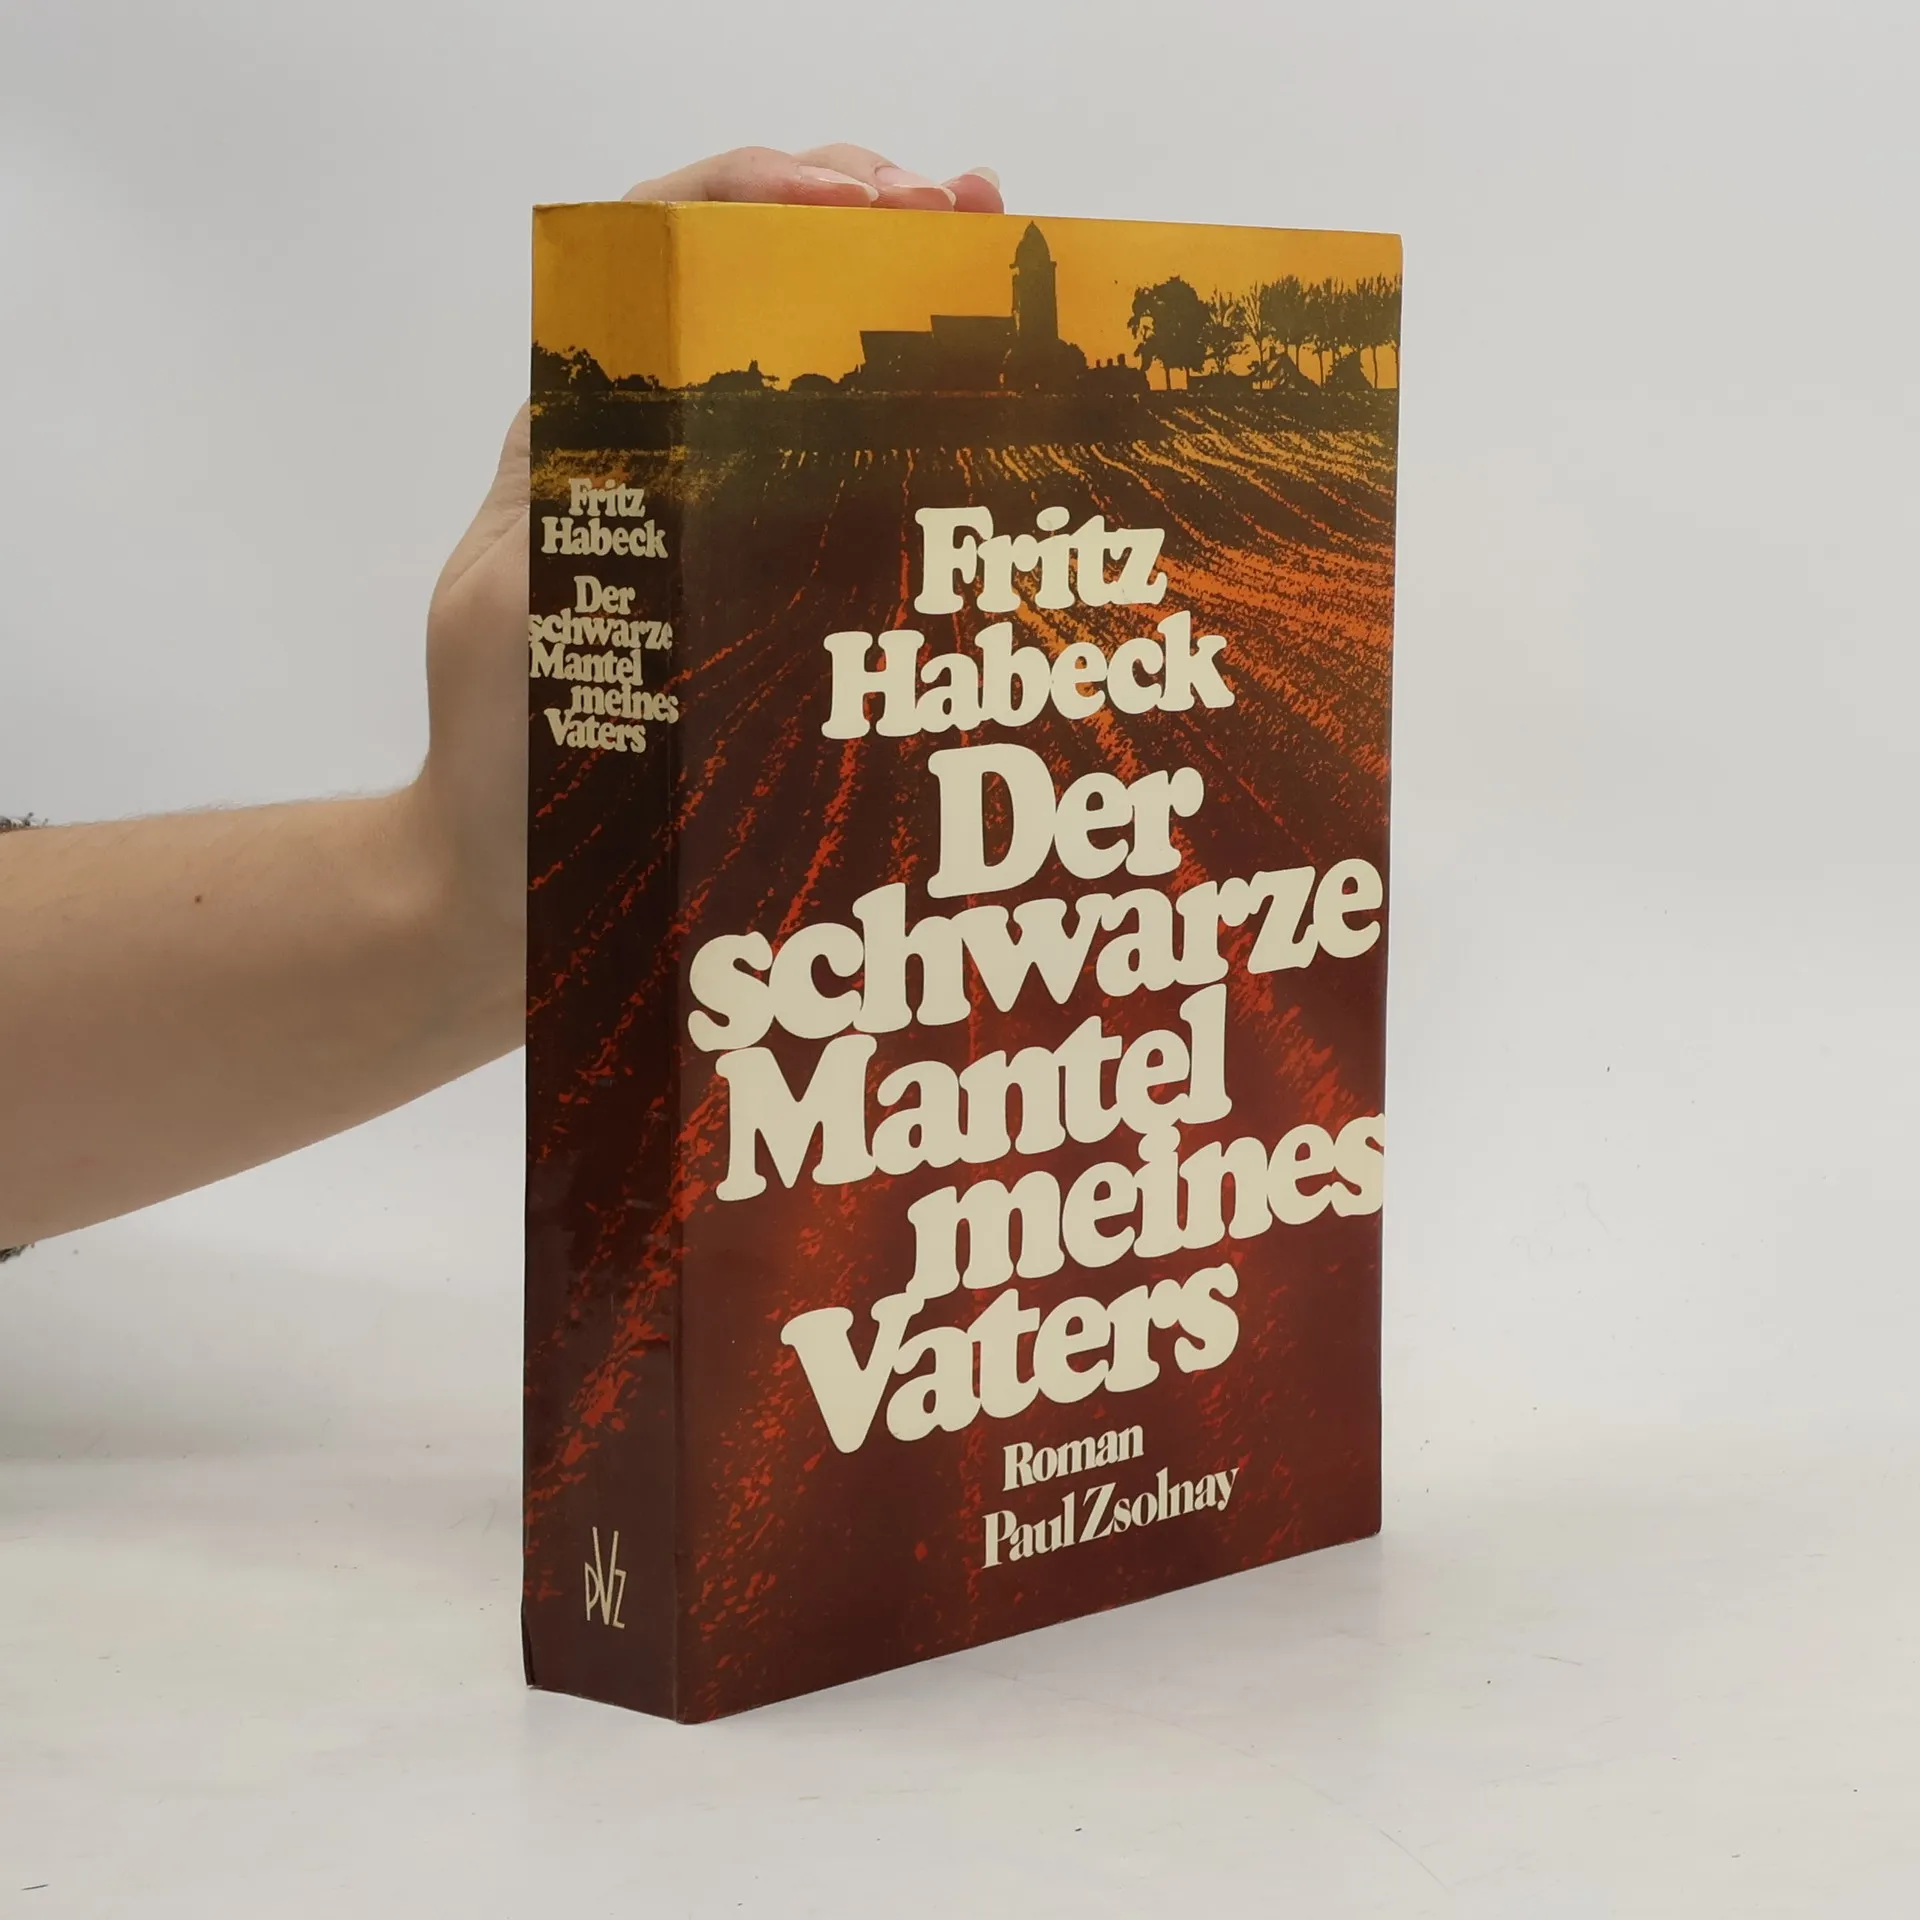 Fritz
Habeck
Der
schwarze
Mantel
meines
Vaters
pVz
Fritz
Habeck
Der
schwarze
Mantel
meines
Vaters
Roman
Paul Zsolnay